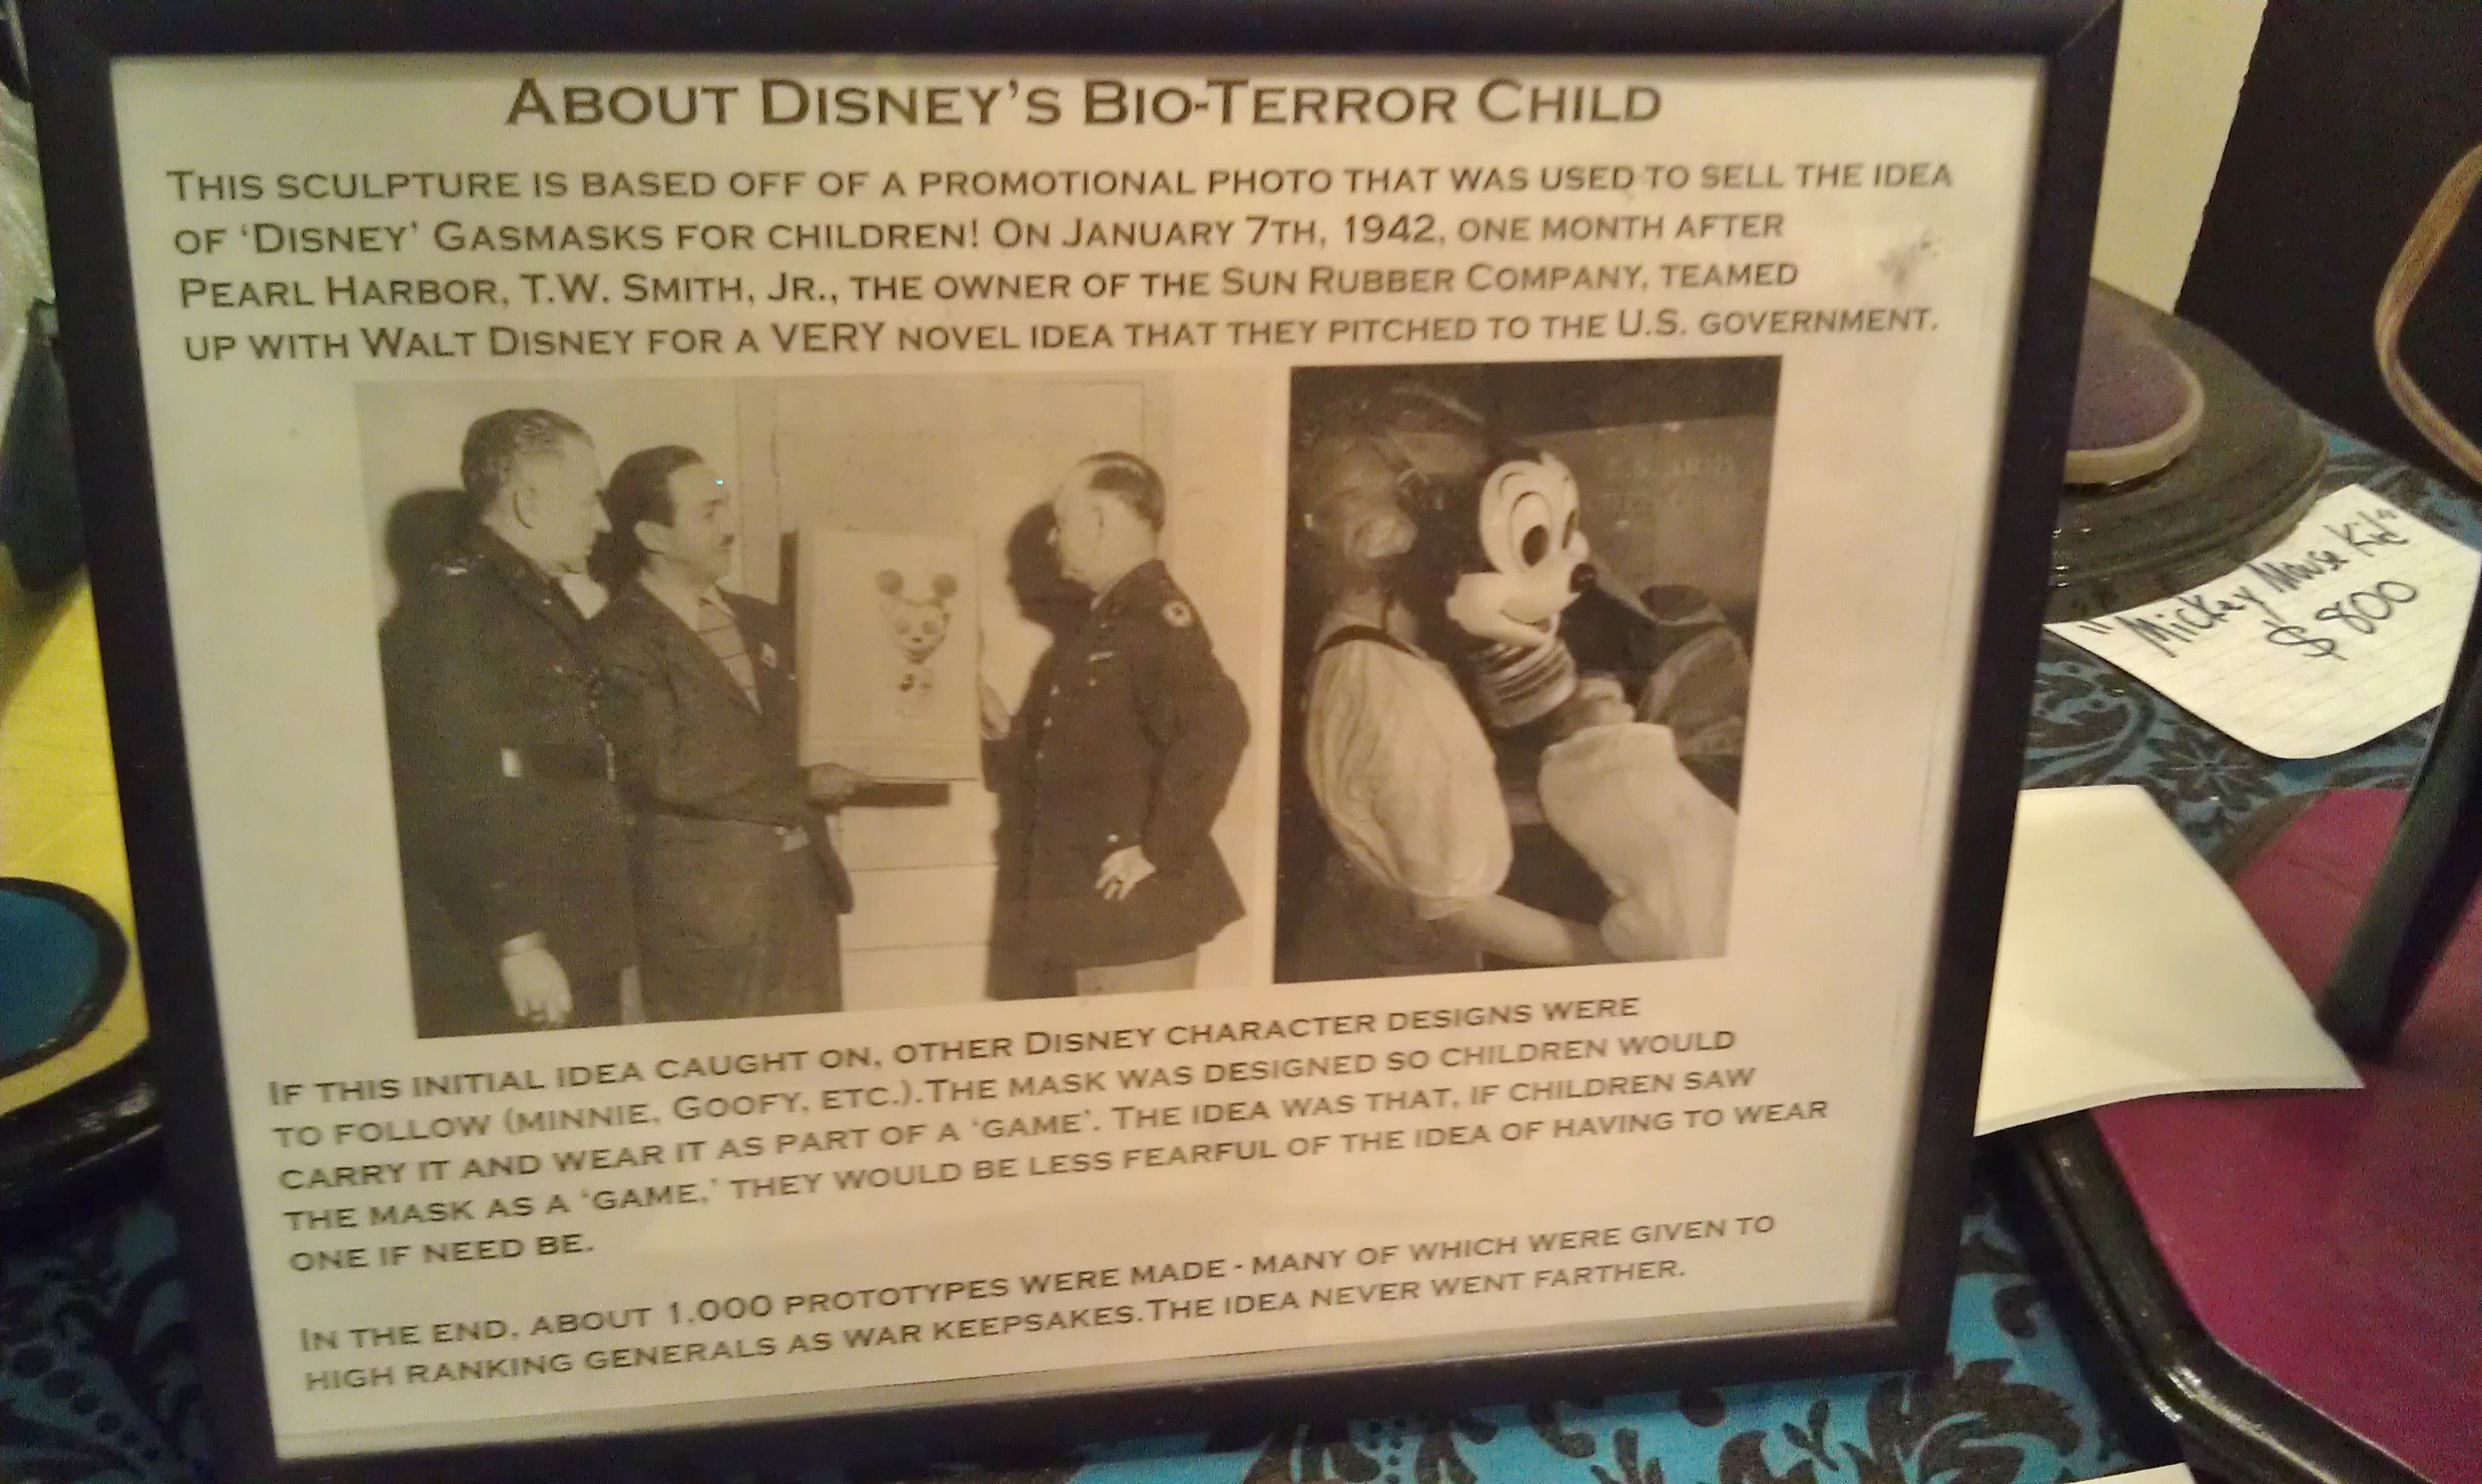 ABOUT DISNEY'S BIO-TERROR CHILD
THIS SCULPTURE IS BASED OFF OF A PROMOTIONAL PHOTO THAT WAS USED TO SELL THE IDEA
OF 'DISNEY' GASMASKS FOR CHILDREN! ON JANUARY 7TH, 1942, ONE MONTH AFTER
PEARL HARBOR, T.W. SMITH, JR., THE OWNER OF THE SUN RUBBER COMPANY, TEAMED
UP WITH WALT DISNEY FOR A VERY NOVEL IDEA THAT THEY PITCHED TO THE U.S. GOVERNMENT.
IF THIS INITIAL IDEA CAUGHT ON, OTHER DISNEY CHARACTER DESIGNS WERE
TO FOLLOW (MINNIE, GOOFY, ETC.).THE MASK WAS DESIGNED SO CHILDREN WOULD
CARRY IT AND WEAR IT AS PART OF A 'GAME'. THE IDEA WAS THAT, IF CHILDREN SAW
THE MASK AS A 'GAME,' THEY WOULD BE LESS FEARFUL OF THE IDEA OF HAVING TO WEAR
ONE IF NEED BE.
IN THE END, ABOUT 1,000 PROTOTYPES WERE MADE - MANY OF WHICH WERE GIVEN TO
HIGH RANKING GENERALS AS WAR KEEPSAKES.THE IDEA NEVER WENT FARTHER.
"Mickey Mouse Kid"
$800